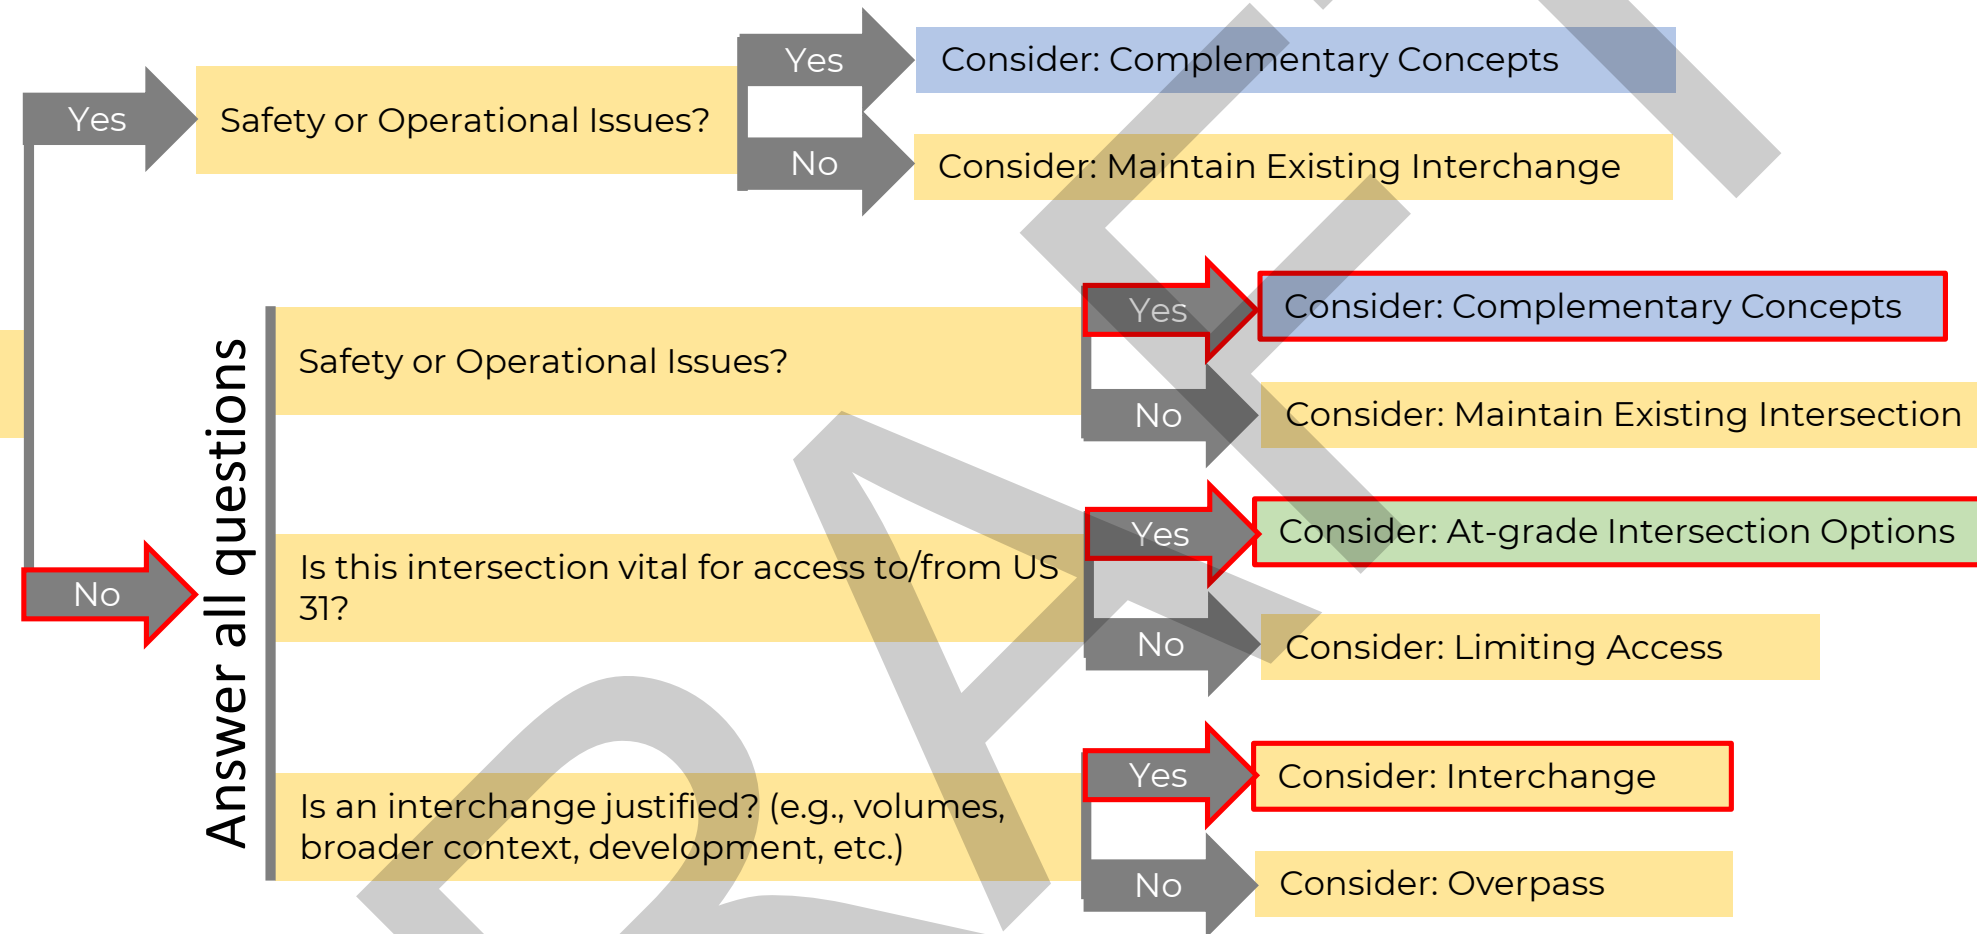 Yes
Safety or Operational Issues?
Yes
Consider: Complementary Concepts
No
Consider: Maintain Existing Interchange
No
Answer all questions
Safety or Operational Issues?
Yes
Consider: Complementary Concepts
No
Consider: Maintain Existing Intersection
Is this intersection vital for access to/from US
31?
Yes
Consider: At-grade Intersection Options
No
Consider: Limiting Access
Is an interchange justified? (e.g., volumes,
broader context, development, etc.)
Yes
Consider: Interchange
No
Consider: Overpass
DRAFT